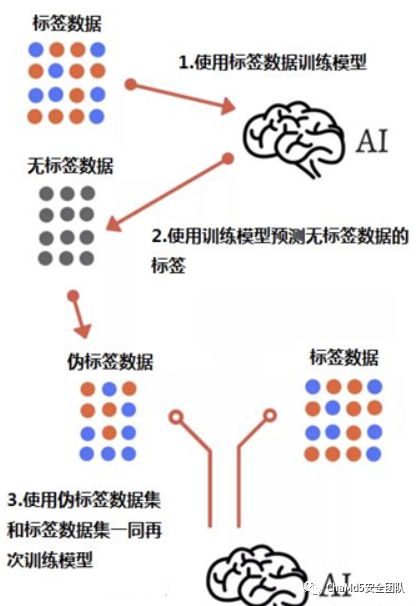 标签数据
1.使用标签数据训练模型
AI
无标签数据
2.使用训练模型预测无标签数据的
标签
伪标签数据
标签数据
3.使用伪标签数据集
和标签数据集一同再
次训练模型
AI
ChaMd5安全团队